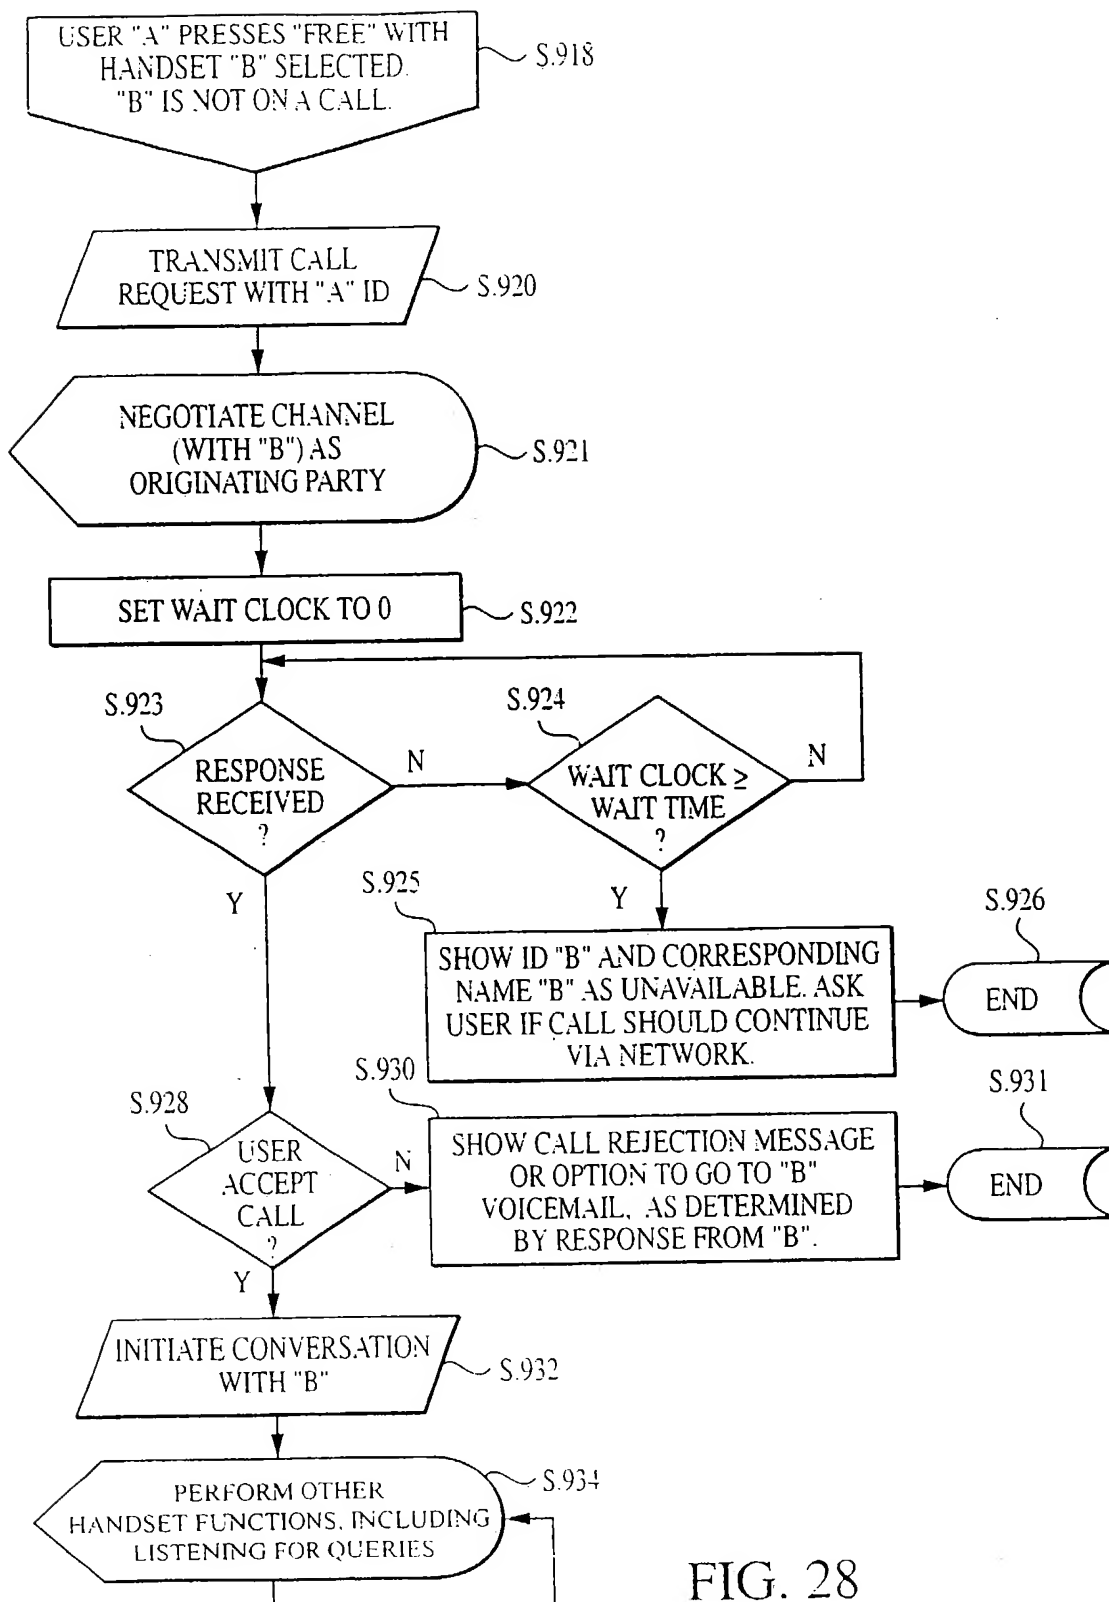 USER "A" PRESSES "FREE" WITH
HANDSET "B" SELECTED.
"B" IS NOT ON A CALL.
S.918
TRANSMIT CALL
REQUEST WITH "A" ID
S.920
NEGOTIATE CHANNEL
(WITH "B") AS
ORIGINATING PARTY
S.921
SET WAIT CLOCK TO 0
S.922
S.923
RESPONSE
RECEIVED
?
N
Y
S.924
WAIT CLOCK ≥
WAIT TIME
?
N
Y
S.925
SHOW ID "B" AND CORRESPONDING
NAME "B" AS UNAVAILABLE. ASK
USER IF CALL SHOULD CONTINUE
VIA NETWORK.
S.926
END
S.928
USER
ACCEPT
CALL
?
N
Y
S.930
SHOW CALL REJECTION MESSAGE
OR OPTION TO GO TO "B"
VOICEMAIL, AS DETERMINED
BY RESPONSE FROM "B".
S.931
END
INITIATE CONVERSATION
WITH "B"
S.932
PERFORM OTHER
HANDSET FUNCTIONS, INCLUDING
LISTENING FOR QUERIES
S.934
FIG. 28